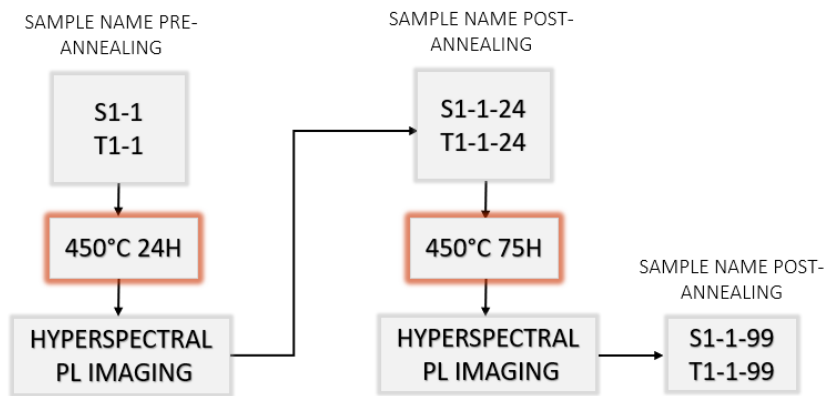 SAMPLE NAME PRE-
ANNEALING
S1-1
T1-1
450°C 24H
HYPERSPECTRAL
PL IMAGING
SAMPLE NAME POST-
ANNEALING
S1-1-24
T1-1-24
450°C 75H
HYPERSPECTRAL
PL IMAGING
SAMPLE NAME POST-
ANNEALING
S1-1-99
T1-1-99